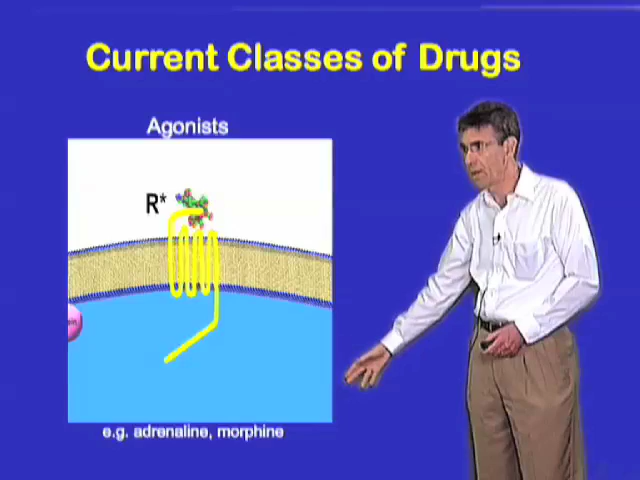 Current Classes of Drugs
Agonists
R*
e.g. adrenaline, morphine